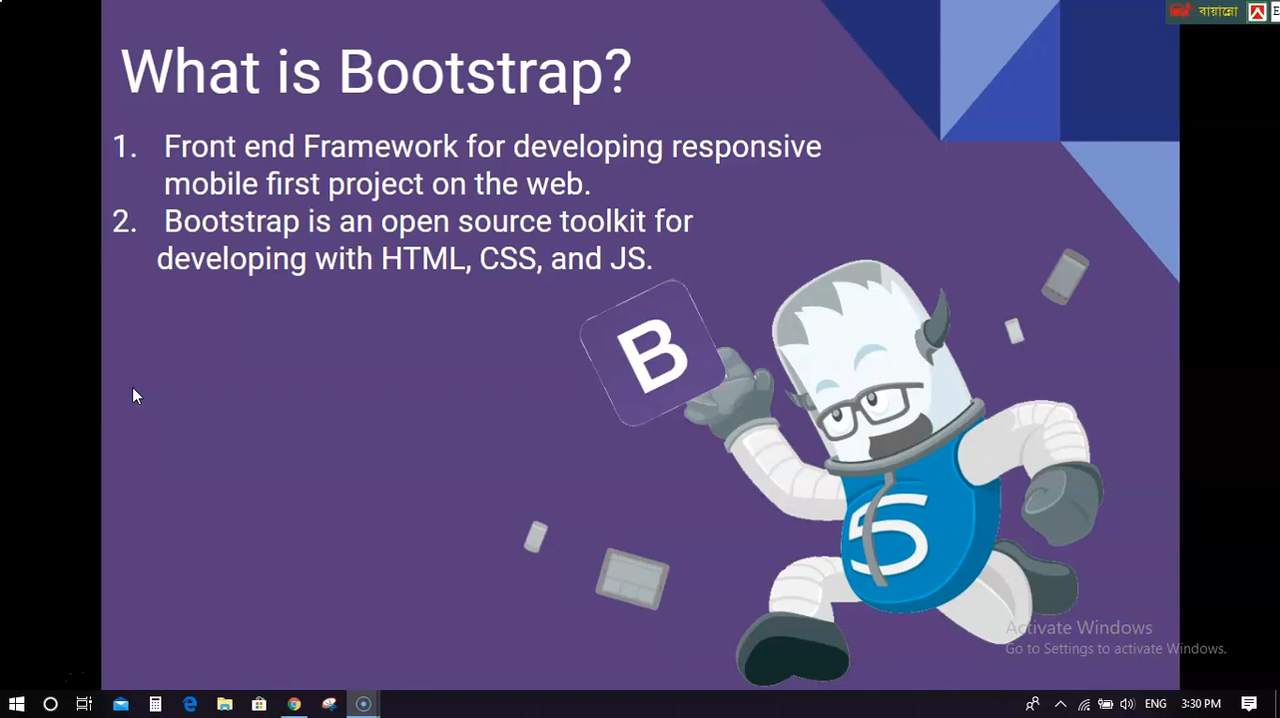 বায়ান্নো
E
What is Bootstrap?
1. Front end Framework for developing responsive
mobile first project on the web.
2. Bootstrap is an open source toolkit for
developing with HTML, CSS, and JS.
B
5
Activate Windows
Go to Settings to activate Windows.
ENG
3:30 PM